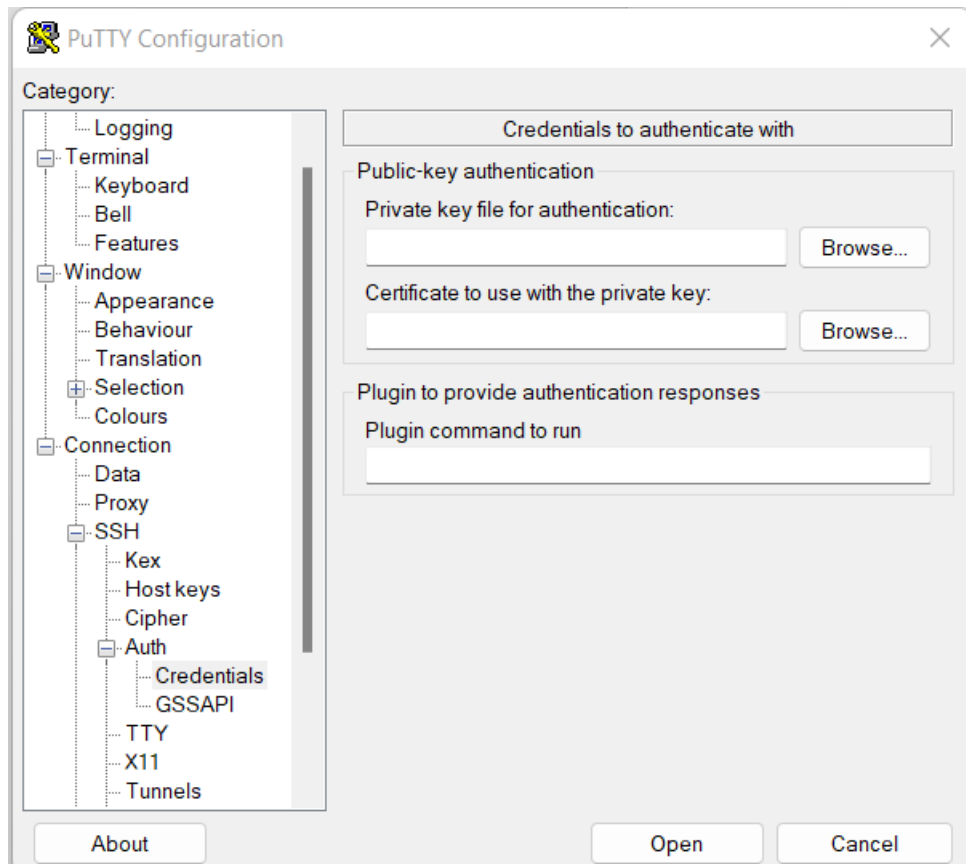 PuTTY Configuration
Category:
Logging
Terminal
Keyboard
Bell
Features
Window
Appearance
Behaviour
Translation
Selection
Colours
Connection
Data
Proxy
SSH
Kex
Host keys
Cipher
Auth
Credentials
GSSAPI
TTY
X11
Tunnels
Credentials to authenticate with
Public-key authentication
Private key file for authentication:
Browse...
Certificate to use with the private key:
Browse...
Plugin to provide authentication responses
Plugin command to run
About
Open
Cancel